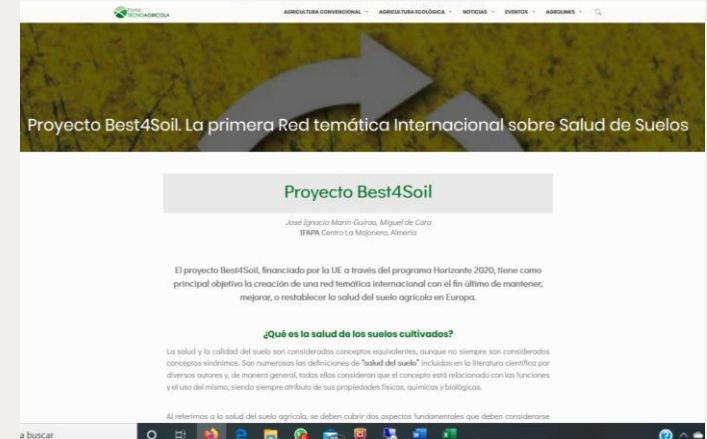 Portal
TECNOAGRÍCOLA
AGRICULTURA CONVENCIONAL
AGRICULTURA ECOLÓGICA
NOTICIAS
EVENTOS
AGROLINKS
Proyecto Best4Soil. La primera Red temática Internacional sobre Salud de Suelos
Proyecto Best4Soil
José Ignacio Marín-Guirao, Miguel de Cara
IFAPA Centro La Mojonera, Almería
El proyecto Best4Soil, financiado por la UE a través del programa Horizonte 2020, tiene como
principal objetivo la creación de una red temática internacional con el fin último de mantener,
mejorar, o restablecer la salud del suelo agrícola en Europa.
¿Qué es la salud de los suelos cultivados?
La salud y la calidad del suelo son considerados conceptos equivalentes, aunque no siempre son considerados
conceptos sinónimos. Son numerosas las definiciones de "salud del suelo" incluidas en la literatura científica por
diversos autores y, de manera general, todas ellas consideran que el concepto está relacionado con las funciones
y el uso del mismo, siendo siempre atributo de sus propiedades físicas, químicas y biológicas.
Al referirnos a la salud del suelo agrícola, se deben cubrir dos aspectos fundamentales que deben considerarse
a buscar